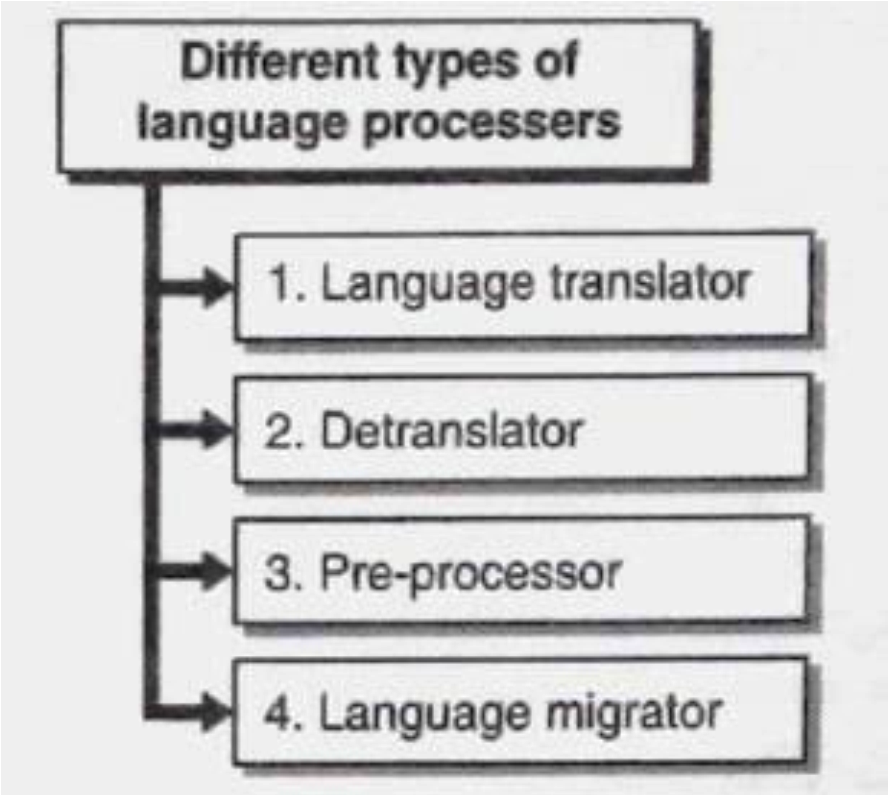 Different types of
language processers
1. Language translator
2. Detranslator
3. Pre-processor
4. Language migrator